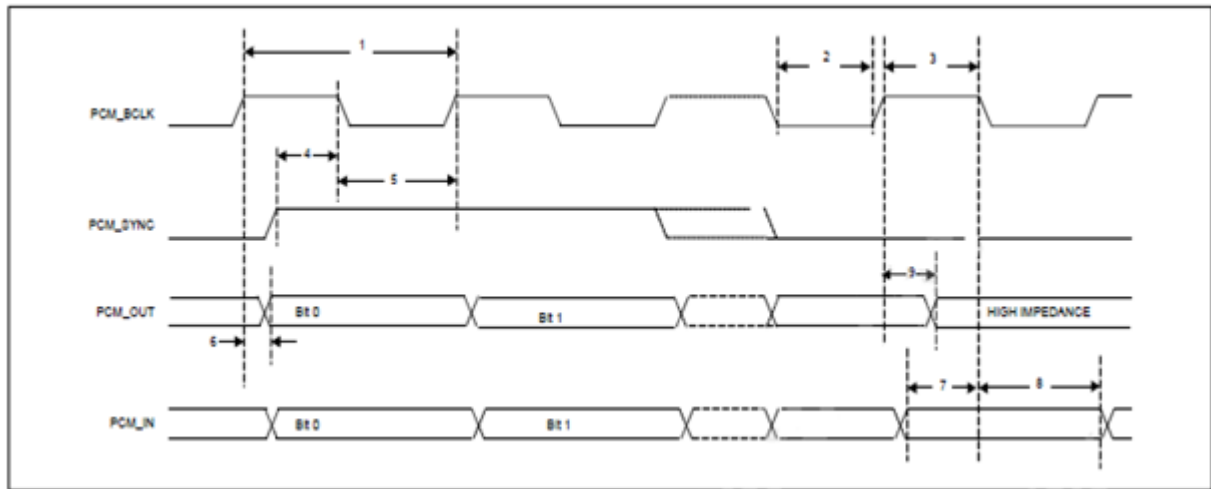 1
2
3
PCM_BCLK
4
5
PCM_SYNC
9
PCM_OUT
Bit 0
Bit 1
HIGH IMPEDANCE
6
7
8
PCM_IN
Bit 0
Bit 1